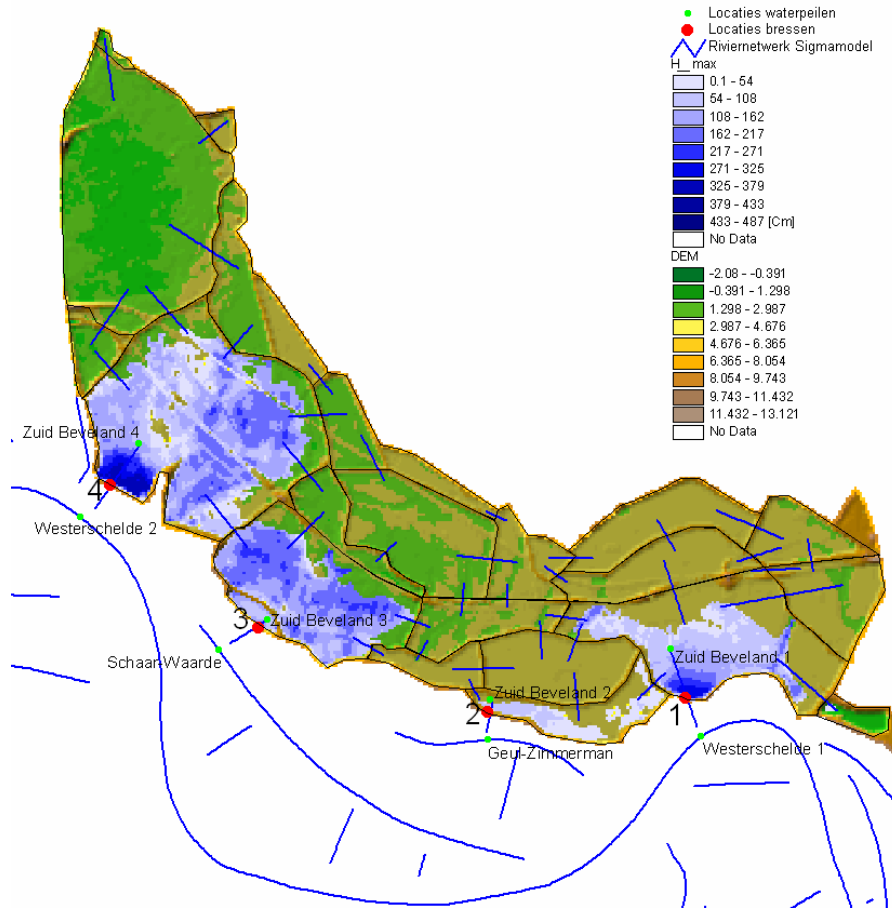 Locaties waterpeilen
Locaties bressen
Riviernetwerk Sigmamodel
H__ max
0.1 - 54
54 - 108
108 - 162
162 - 217
217 - 271
271 - 325
325 - 379
379 - 433
433 - 487 [Cm]
No Data
DEM
-2.08 - -0.391
-0.391 - 1.298
1.298 - 2.987
2.987 - 4.676
4.676 - 6.365
6.365 - 8.054
8.054 - 9.743
9.743 - 11.432
11.432 - 13.121
No Data
Zuid Beveland 4
4
Westerschelde 2
3
Zuid Beveland 3
Schaar-Waarde
Zuid Beveland 1
Zuid Beveland 2
1
2
Westerschelde 1
Geul-Zimmerman